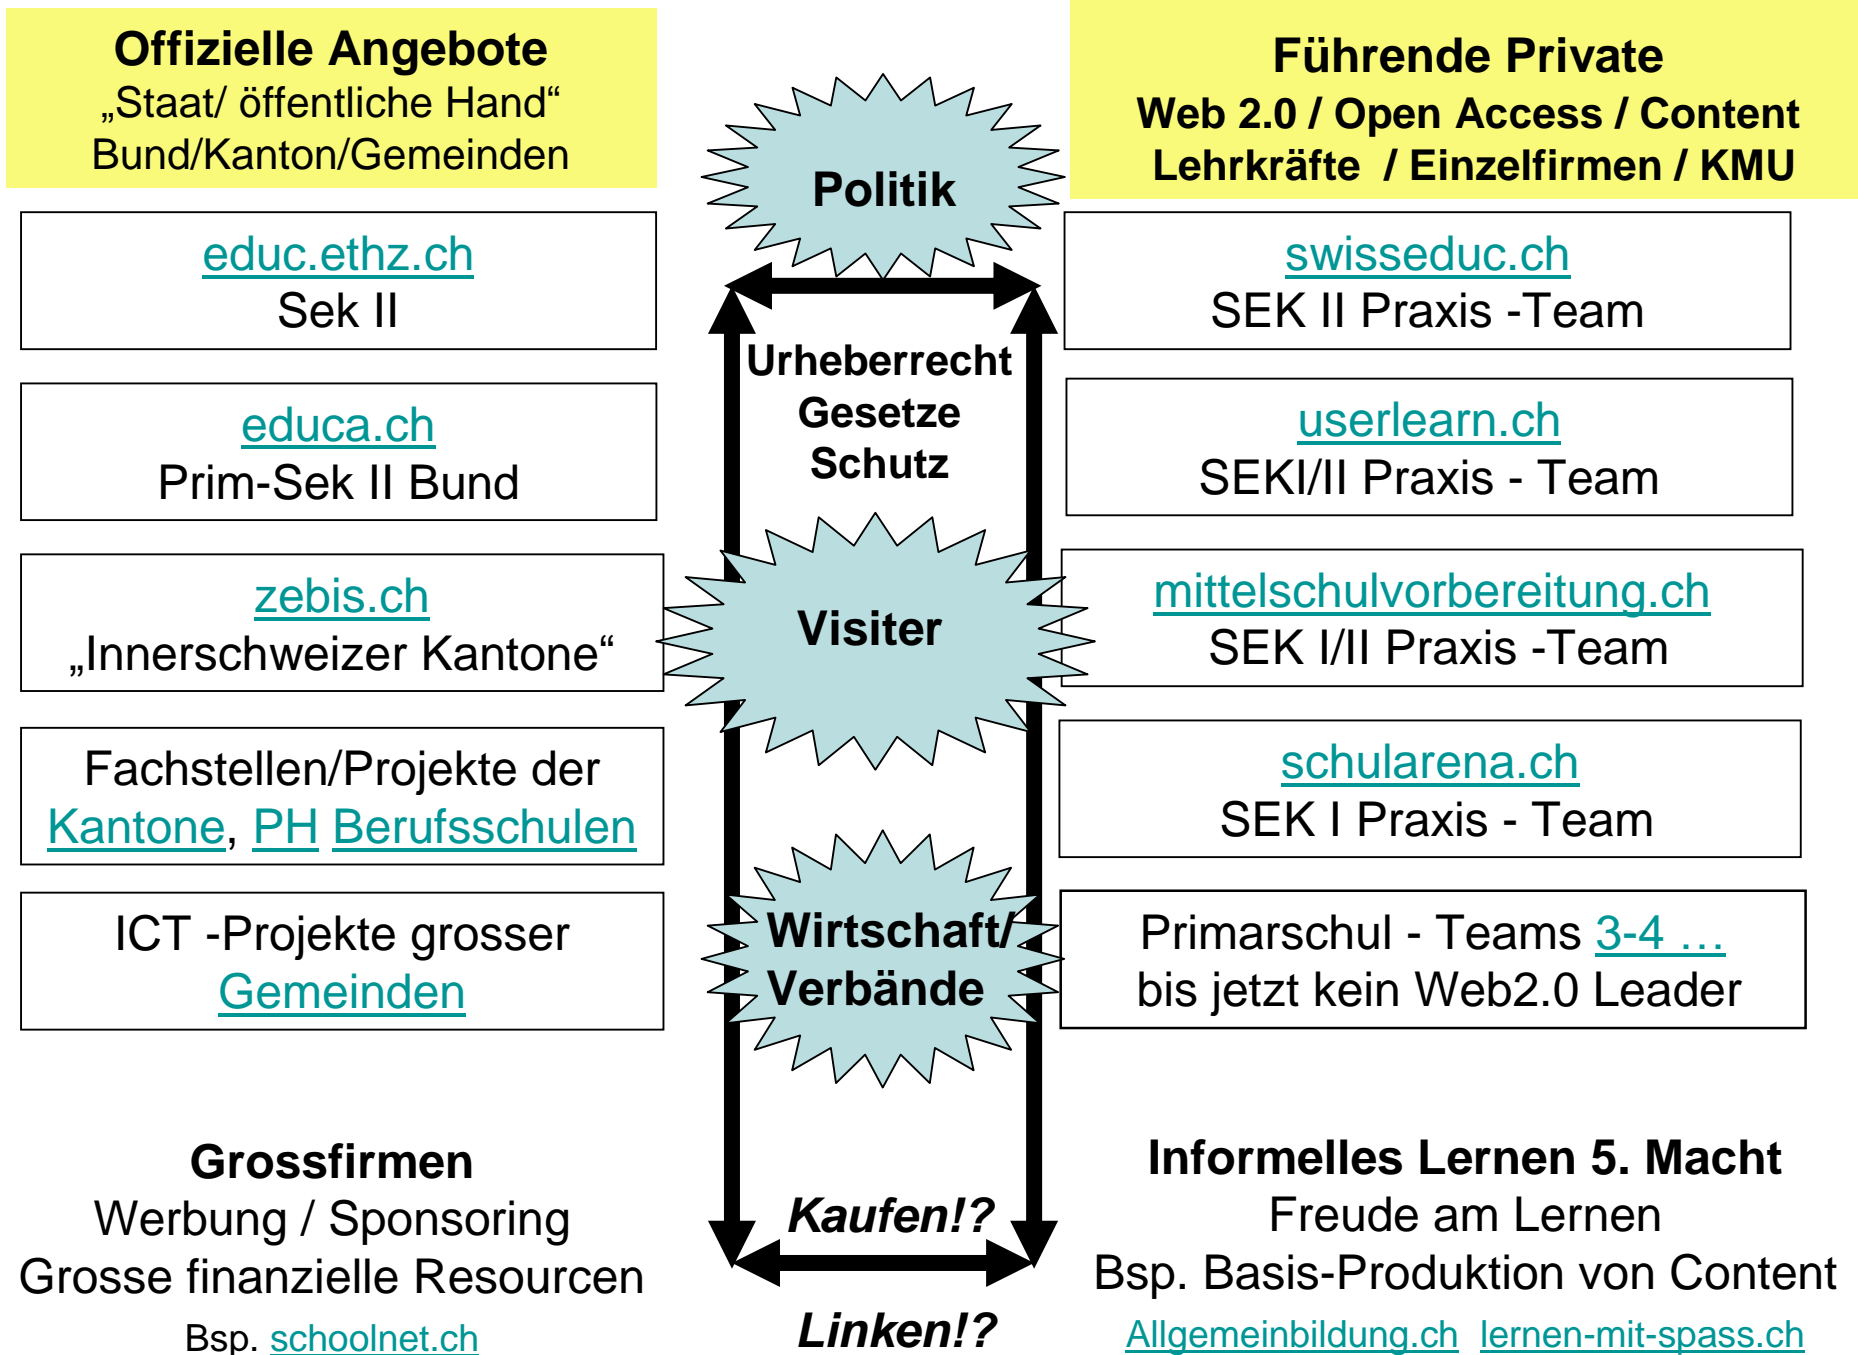 Offizielle Angebote
„Staat/ öffentliche Hand“
Bund/Kanton/Gemeinden
educ.ethz.ch
Sek II
educa.ch
Prim-Sek II Bund
zebis.ch
„Innerschweizer Kantone“
Fachstellen/Projekte der
Kantone, PH Berufsschulen
ICT -Projekte grosser
Gemeinden
Grossfirmen
Werbung / Sponsoring
Grosse finanzielle Resourcen
Bsp. schoolnet.ch
Politik
Urheberrecht
Gesetze
Schutz
Visiter
Wirtschaft/
Verbände
Kaufen!?
Linken!?
Führende Private
Web 2.0 / Open Access / Content
Lehrkräfte / Einzelfirmen / KMU
swisseduc.ch
SEK II Praxis -Team
userlearn.ch
SEKI/II Praxis - Team
mittelschulvorbereitung.ch
SEK I/II Praxis -Team
schularena.ch
SEK I Praxis - Team
Primarschul - Teams 3-4 …
bis jetzt kein Web2.0 Leader
Informelles Lernen 5. Macht
Freude am Lernen
Bsp. Basis-Produktion von Content
Allgemeinbildung.ch lernen-mit-spass.ch